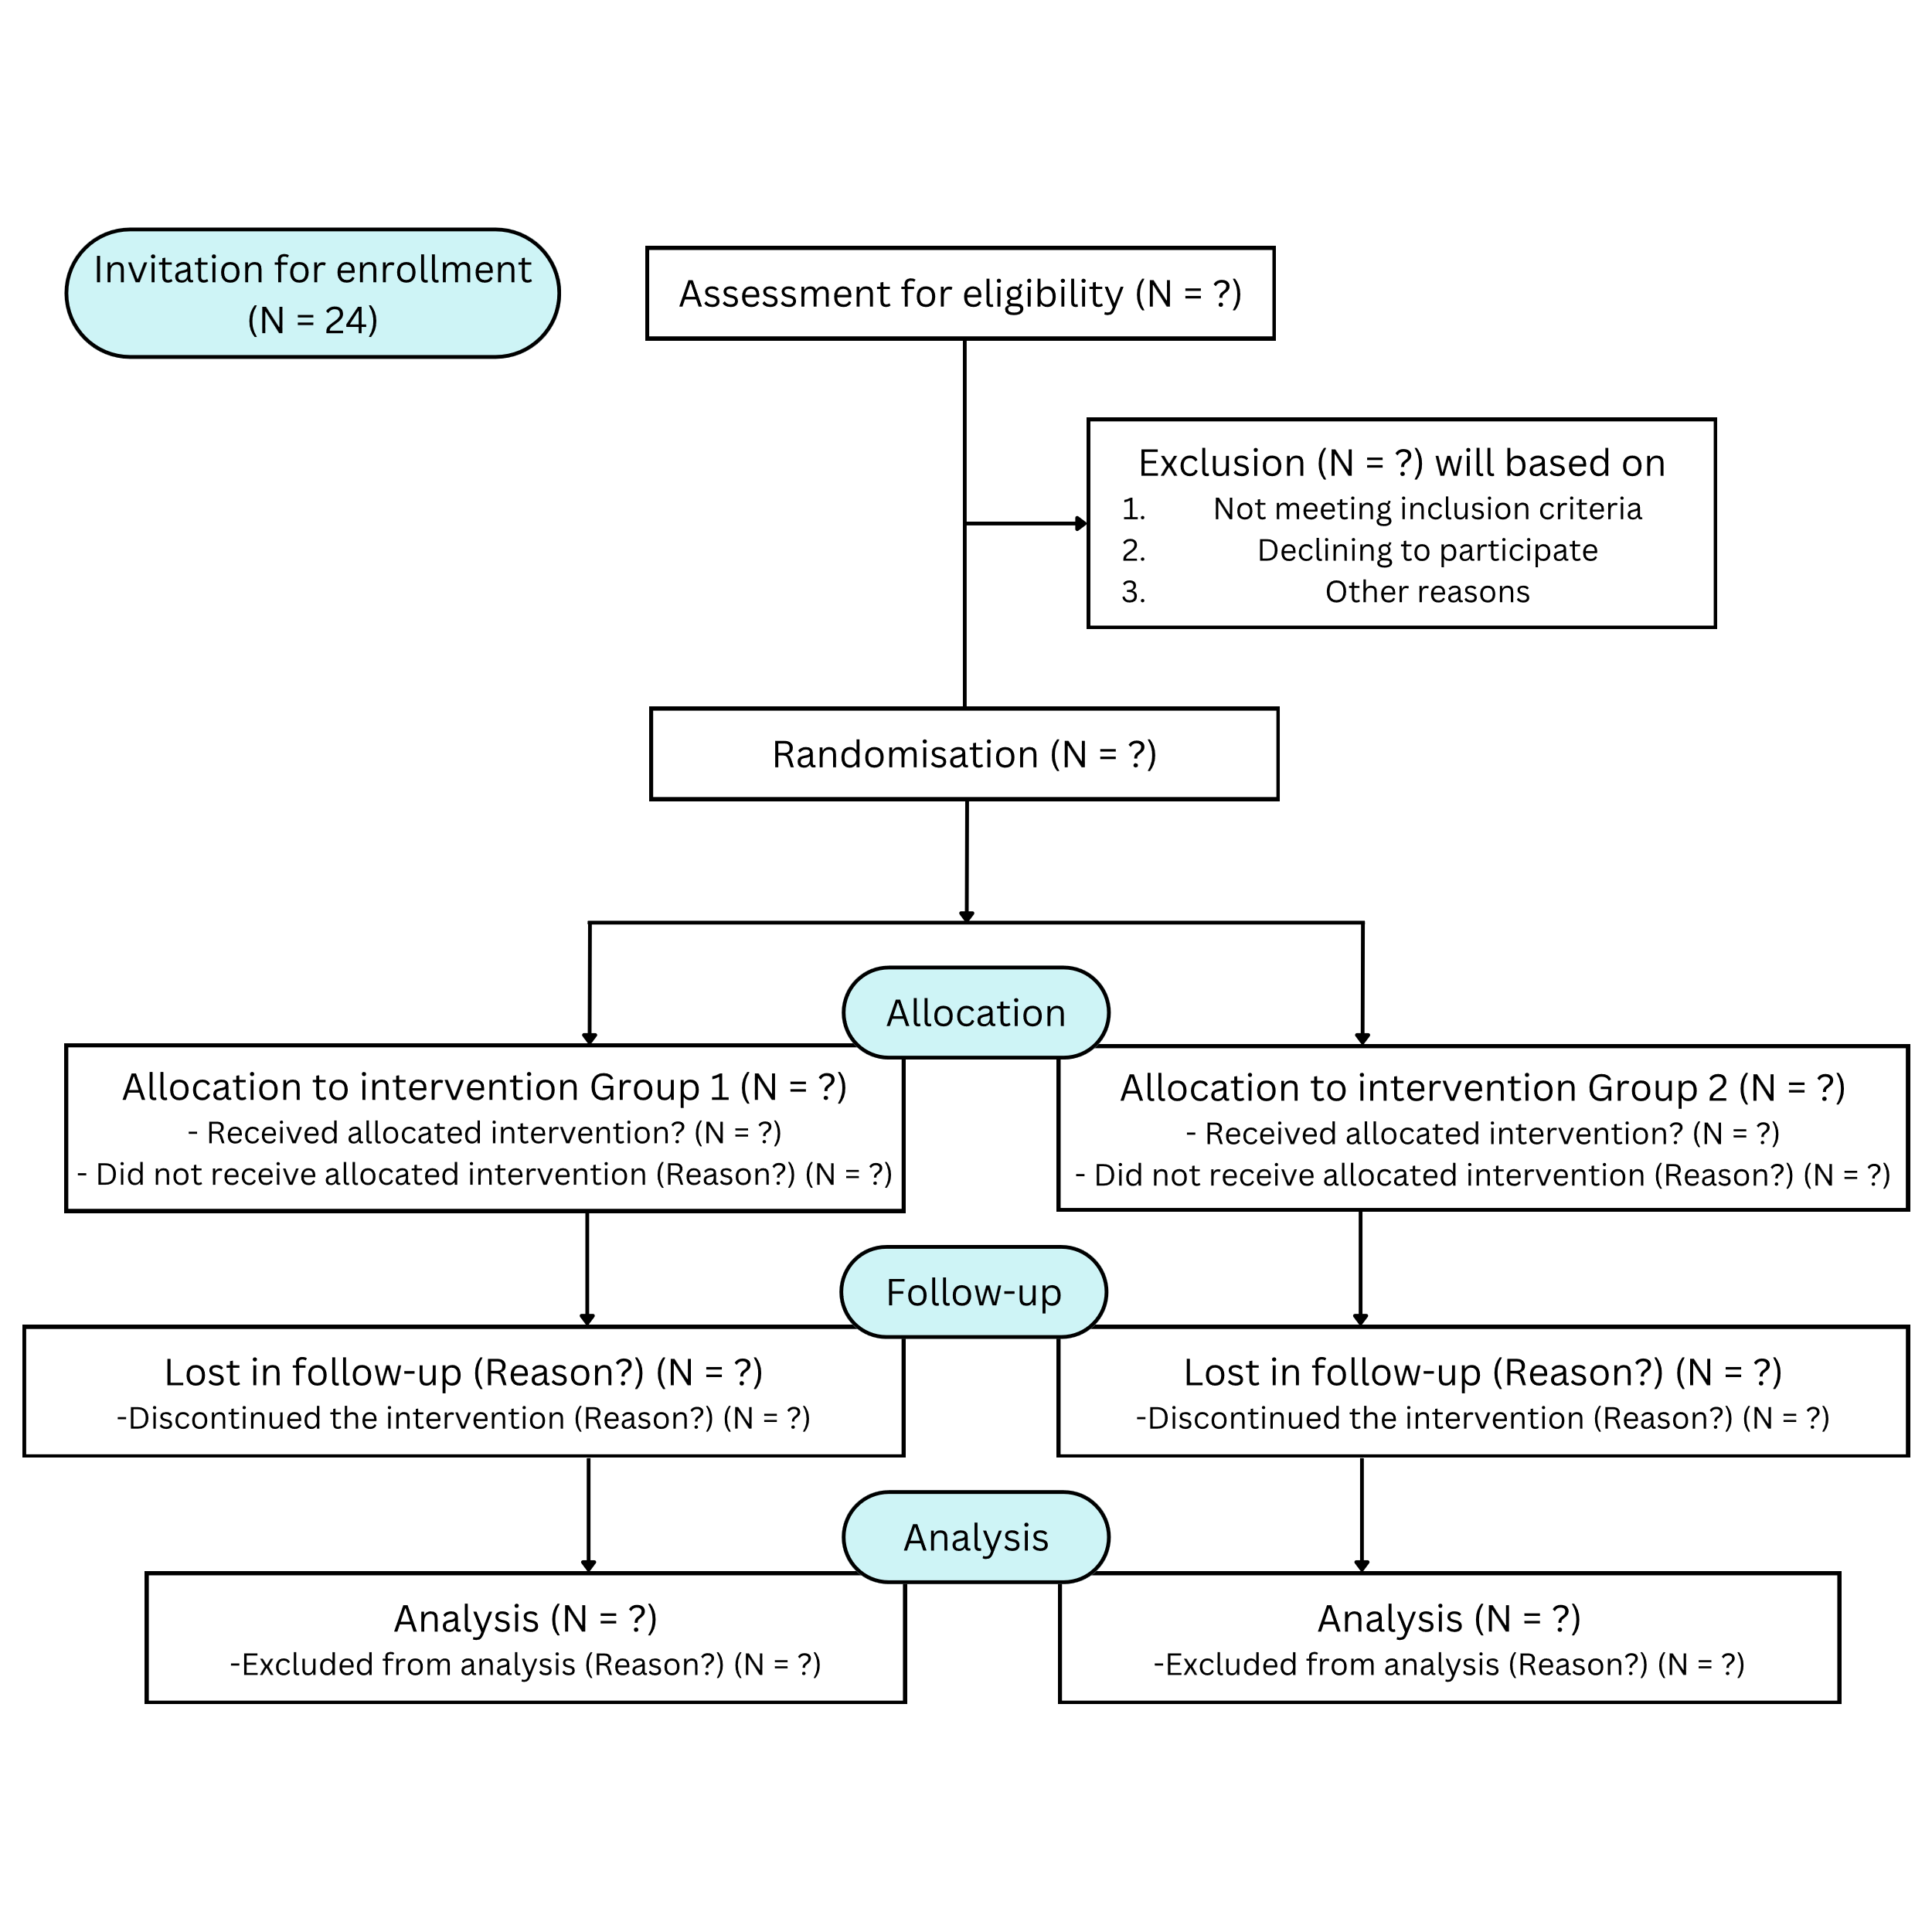 Invitation for enrollment
(N = 24)
Assessment for eligibility (N = ?)
Exclusion (N = ?) will based on
1. Not meeting inclusion criteria
2. Declining to participate
3. Other reasons
Randomisation (N = ?)
Allocation
Allocation to intervention Group 1 (N = ?)
- Received allocated intervention? (N = ?)
- Did not receive allocated intervention (Reason?) (N = ?)
Allocation to intervention Group 2 (N = ?)
- Received allocated intervention? (N = ?)
- Did not receive allocated intervention (Reason?) (N = ?)
Follow-up
Lost in follow-up (Reason?) (N = ?)
-Discontinued the intervention (Reason?) (N = ?)
Lost in follow-up (Reason?) (N = ?)
-Discontinued the intervention (Reason?) (N = ?)
Analysis
Analysis (N = ?)
-Excluded from analysis (Reason?) (N = ?)
Analysis (N = ?)
-Excluded from analysis (Reason?) (N = ?)